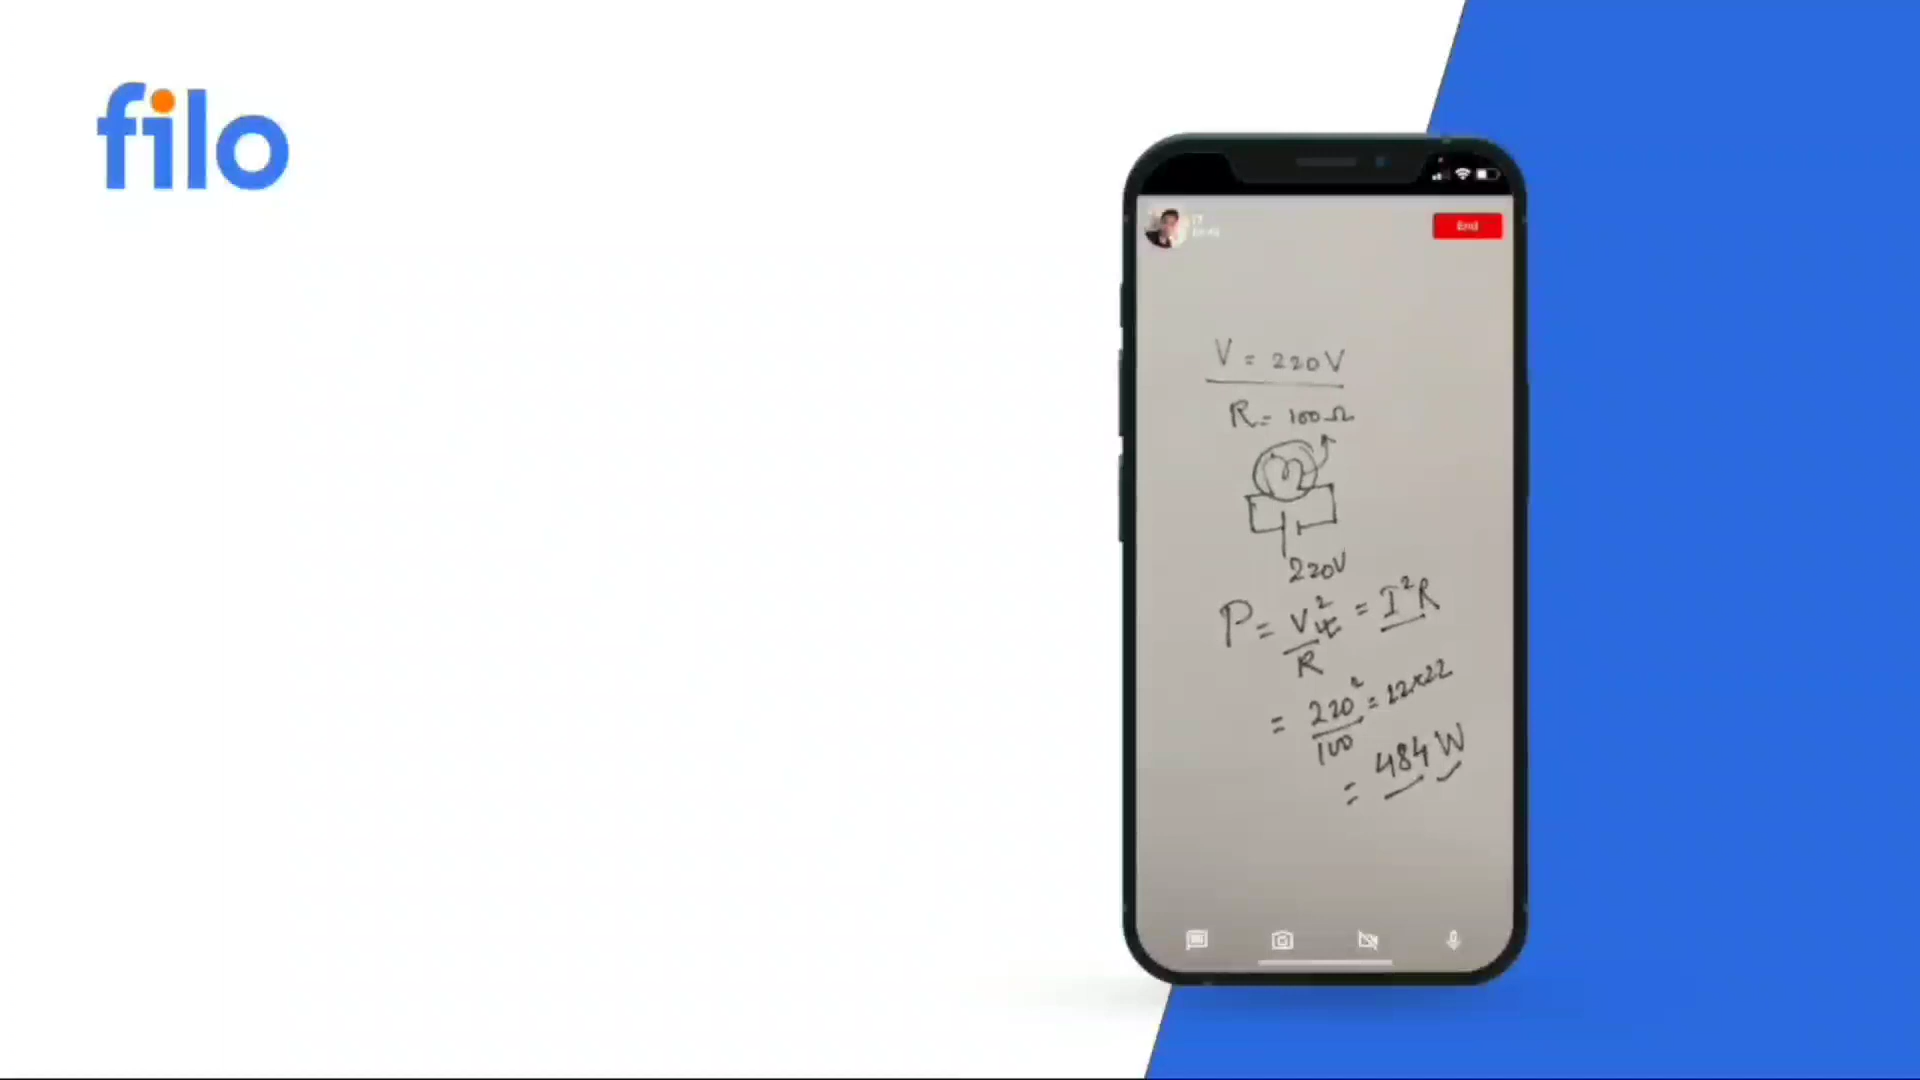 filo
End
V = 220V
R = 100Ω
220V
P = V²/R = I²R
= 220²/100 = 22×22
= 484 W